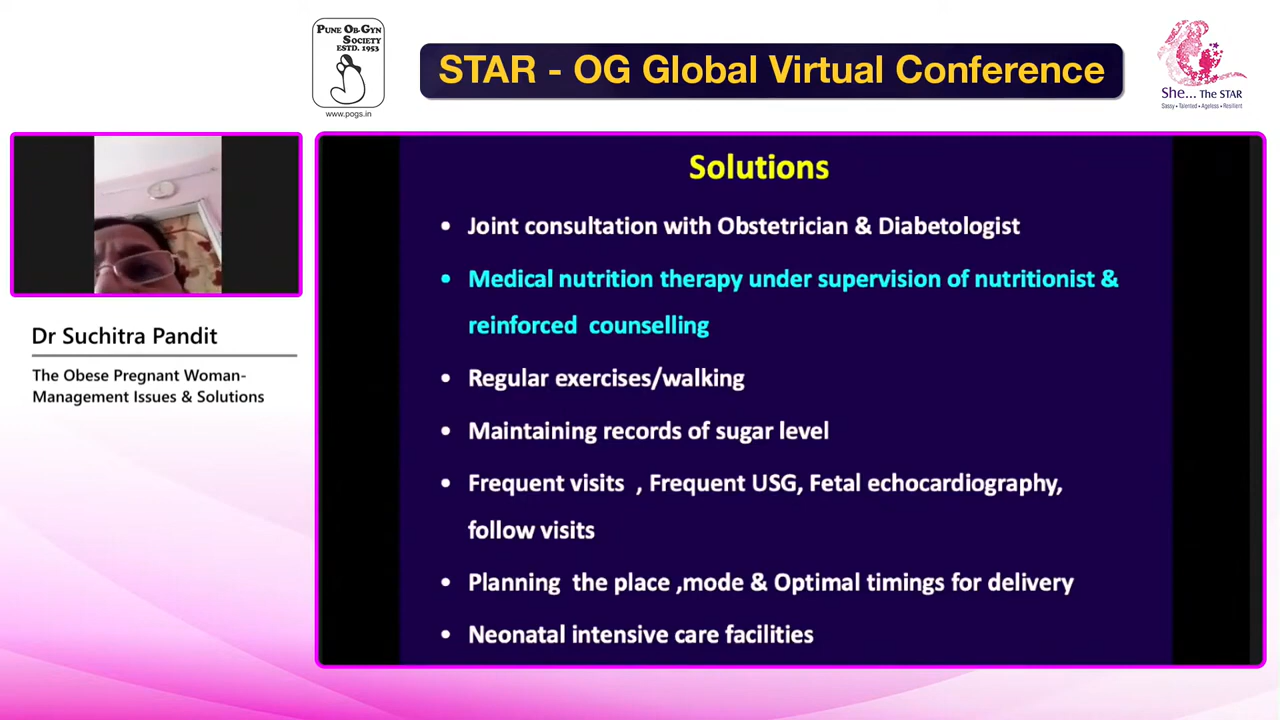 PUNE OB-GYN
SOCIETY
ESTD. 1953
www.pogs.in
STAR - OG Global Virtual Conference
She... The STAR
Sassy • Talented • Ageless • Resilient
Dr Suchitra Pandit
The Obese Pregnant Woman-
Management Issues & Solutions
Solutions
• Joint consultation with Obstetrician & Diabetologist
• Medical nutrition therapy under supervision of nutritionist &
reinforced counselling
• Regular exercises/walking
• Maintaining records of sugar level
• Frequent visits , Frequent USG, Fetal echocardiography,
follow visits
• Planning the place ,mode & Optimal timings for delivery
• Neonatal intensive care facilities